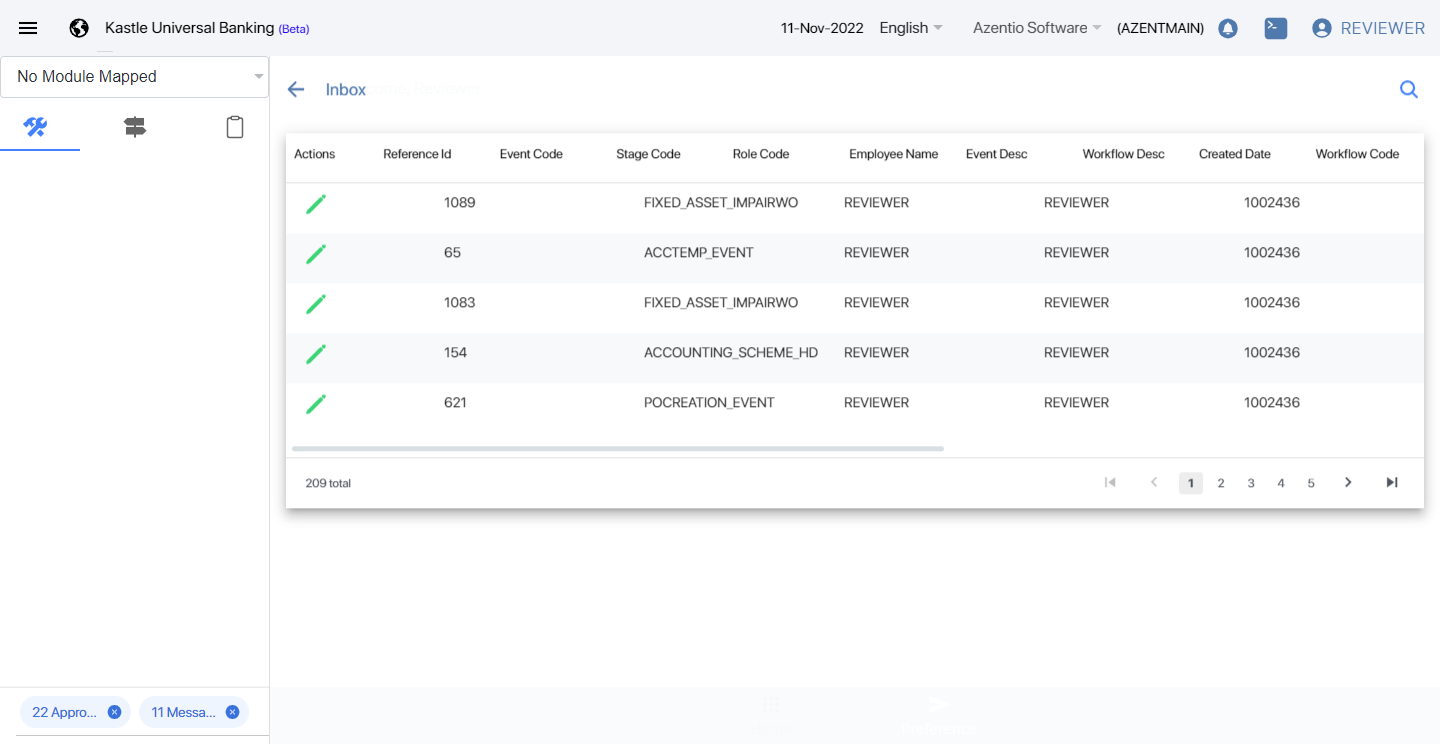 Kastle Universal Banking (Beta) 11-Nov-2022 English Azentio Software (AZENTMAIN) REVIEWER
No Module Mapped
Inbox
Actions Reference Id Event Code Stage Code Role Code Employee Name Event Desc Workflow Desc Created Date Workflow Code
1089 FIXED_ASSET_IMPAIRWO REVIEWER REVIEWER 1002436
65 ACCTEMP_EVENT REVIEWER REVIEWER 1002436
1083 FIXED_ASSET_IMPAIRWO REVIEWER REVIEWER 1002436
154 ACCOUNTING_SCHEME_HD REVIEWER REVIEWER 1002436
621 POCREATION_EVENT REVIEWER REVIEWER 1002436
209 total 1 2 3 4 5
22 Appro... 11 Messa...